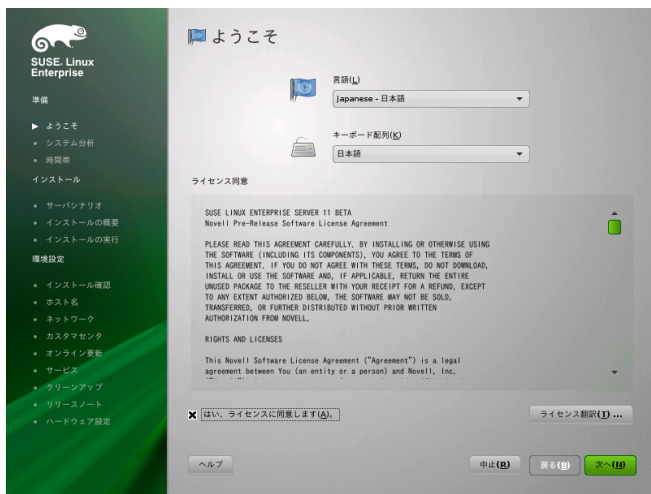 SUSE. Linux
Enterprise
準備
ようこそ
システム分析
時間帯
インストール
サーバシナリオ
インストールの概要
インストールの実行
環境設定
インストール確認
ホスト名
ネットワーク
カスタマセンタ
オンライン更新
サービス
クリーンアップ
リリースノート
ハードウェア設定
ようこそ
言語(L)
Japanese - 日本語
キーボード配列(K)
日本語
ライセンス同意
SUSE LINUX ENTERPRISE SERVER 11 BETA
Novell Pre-Release Software License Agreement
PLEASE READ THIS AGREEMENT CAREFULLY. BY INSTALLING OR OTHERWISE USING
THE SOFTWARE (INCLUDING ITS COMPONENTS), YOU AGREE TO THE TERMS OF
THIS AGREEMENT. IF YOU DO NOT AGREE WITH THESE TERMS, DO NOT DOWNLOAD,
INSTALL OR USE THE SOFTWARE AND, IF APPLICABLE, RETURN THE ENTIRE
UNUSED PACKAGE TO THE RESELLER WITH YOUR RECEIPT FOR A REFUND. EXCEPT
TO ANY EXTENT AUTHORIZED BELOW, THE SOFTWARE MAY NOT BE SOLD,
TRANSFERRED, OR FURTHER DISTRIBUTED WITHOUT PRIOR WRITTEN
AUTHORIZATION FROM NOVELL.
RIGHTS AND LICENSES
This Novell Software License Agreement ("Agreement") is a legal
agreement between You (an entity or a person) and Novell, Inc.
はい、ライセンスに同意します(A)。
ライセンス翻訳(T) ...
ヘルプ
中止(R)
戻る(B)
次へ(N)